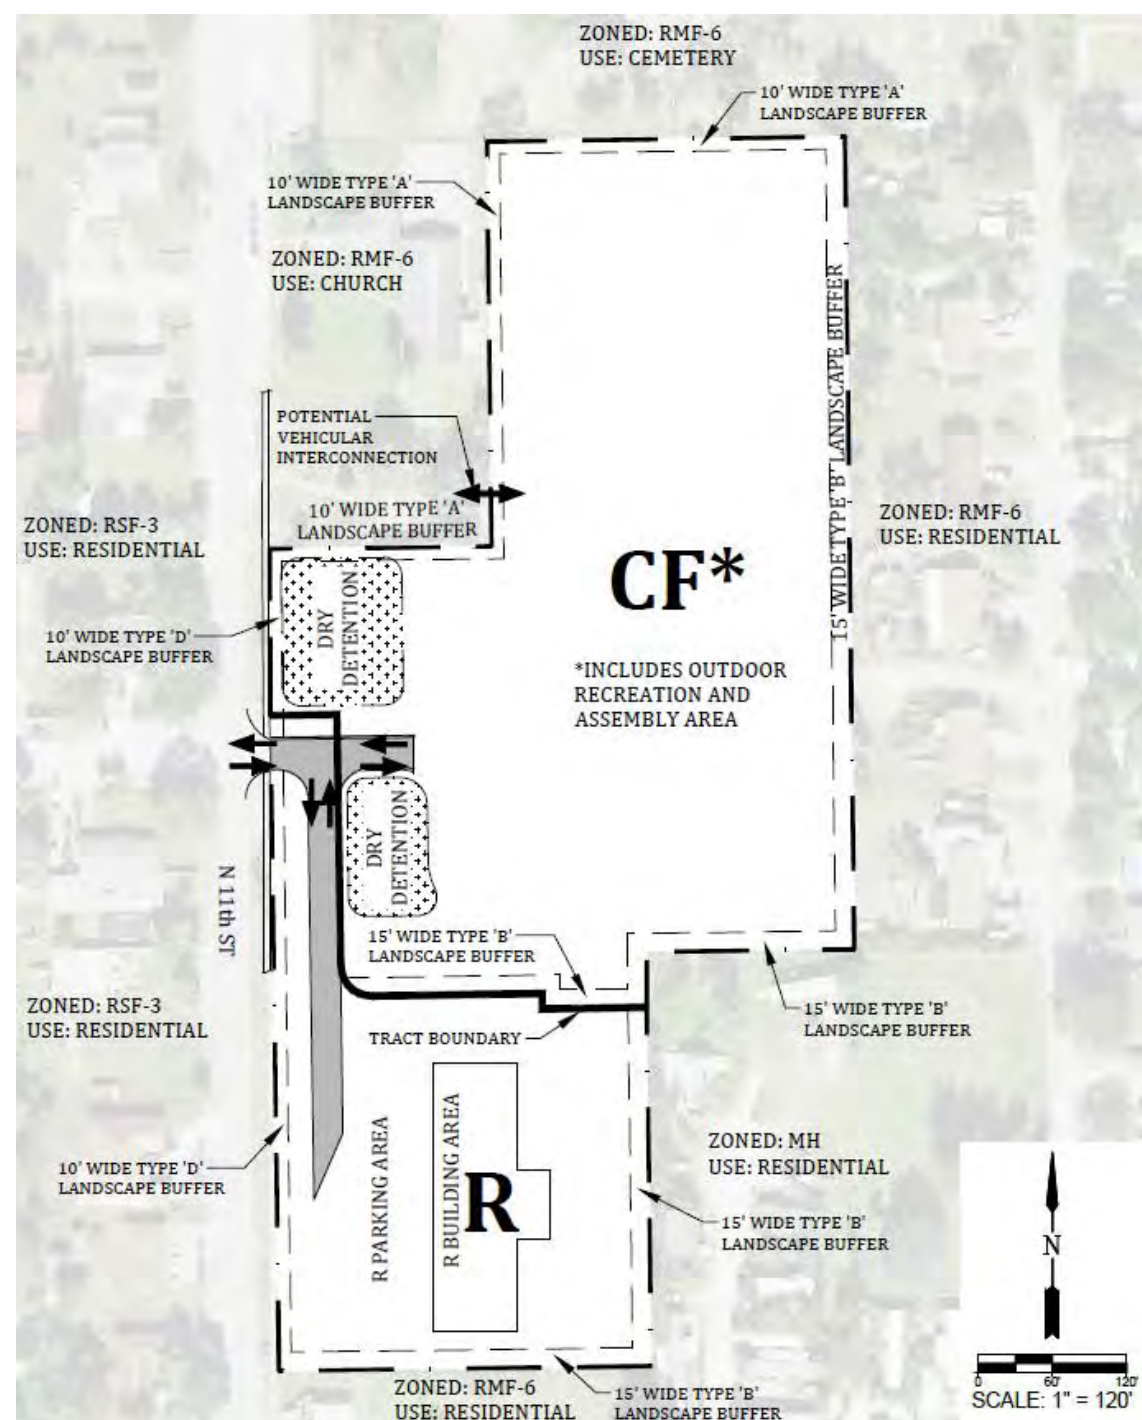 ZONED: RMF-6
USE: CEMETERY
10' WIDE TYPE 'A'
LANDSCAPE BUFFER
10' WIDE TYPE 'A'
LANDSCAPE BUFFER
ZONED: RMF-6
USE: CHURCH
15' WIDE TYPE 'B' LANDSCAPE BUFFER
POTENTIAL
VEHICULAR
INTERCONNECTION
10' WIDE TYPE 'A'
LANDSCAPE BUFFER
ZONED: RSF-3
USE: RESIDENTIAL
ZONED: RMF-6
USE: RESIDENTIAL
CF*
*INCLUDES OUTDOOR
RECREATION AND
ASSEMBLY AREA
DRY
DETENTION
10' WIDE TYPE 'D'
LANDSCAPE BUFFER
DRY
DETENTION
N 11th ST
15' WIDE TYPE 'B'
LANDSCAPE BUFFER
ZONED: RSF-3
USE: RESIDENTIAL
15' WIDE TYPE 'B'
LANDSCAPE BUFFER
TRACT BOUNDARY
R PARKING AREA
R BUILDING AREA
R
ZONED: MH
USE: RESIDENTIAL
10' WIDE TYPE 'D'
LANDSCAPE BUFFER
15' WIDE TYPE 'B'
LANDSCAPE BUFFER
N
0 60' 120'
SCALE: 1" = 120'
ZONED: RMF-6
USE: RESIDENTIAL
15' WIDE TYPE 'B'
LANDSCAPE BUFFER